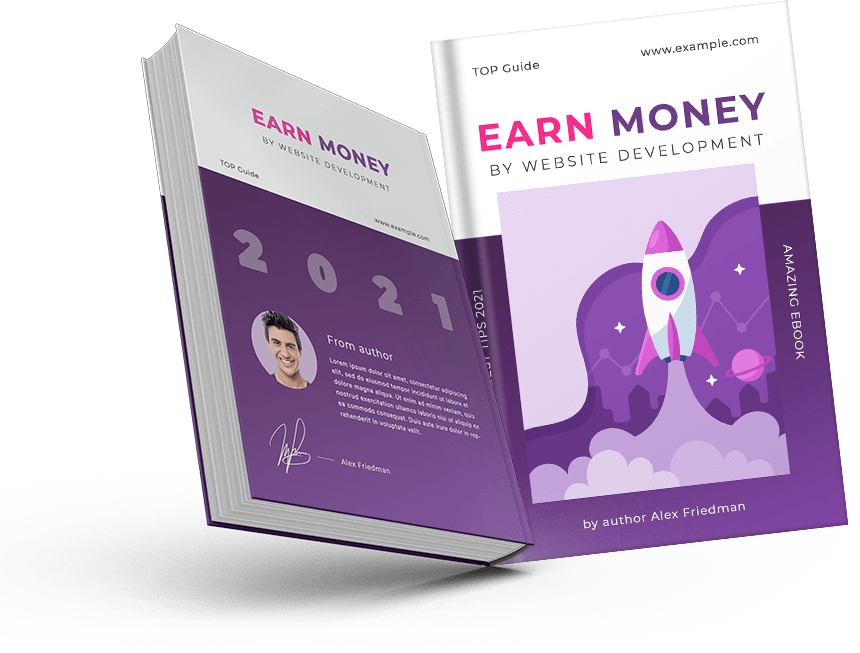 EARN MONEY
BY WEBSITE DEVELOPMENT
TOP Guide
www.example.com
2 0 2 1
From author
Lorem ipsum dolor sit amet, consectetur adipiscing
elit, sed do eiusmod tempor incididunt ut labore et
dolore magna aliqua. Ut enim ad minim veniam, quis
nostrud exercitation ullamco laboris nisi ut aliquip ex
ea commodo consequat. Duis aute irure dolor in rep-
rehenderit in voluptate velit.
Alex Friedman
TOP Guide
www.example.com
EARN MONEY
BY WEBSITE DEVELOPMENT
TIPS 2021
AMAZING EBOOK
by author Alex Friedman